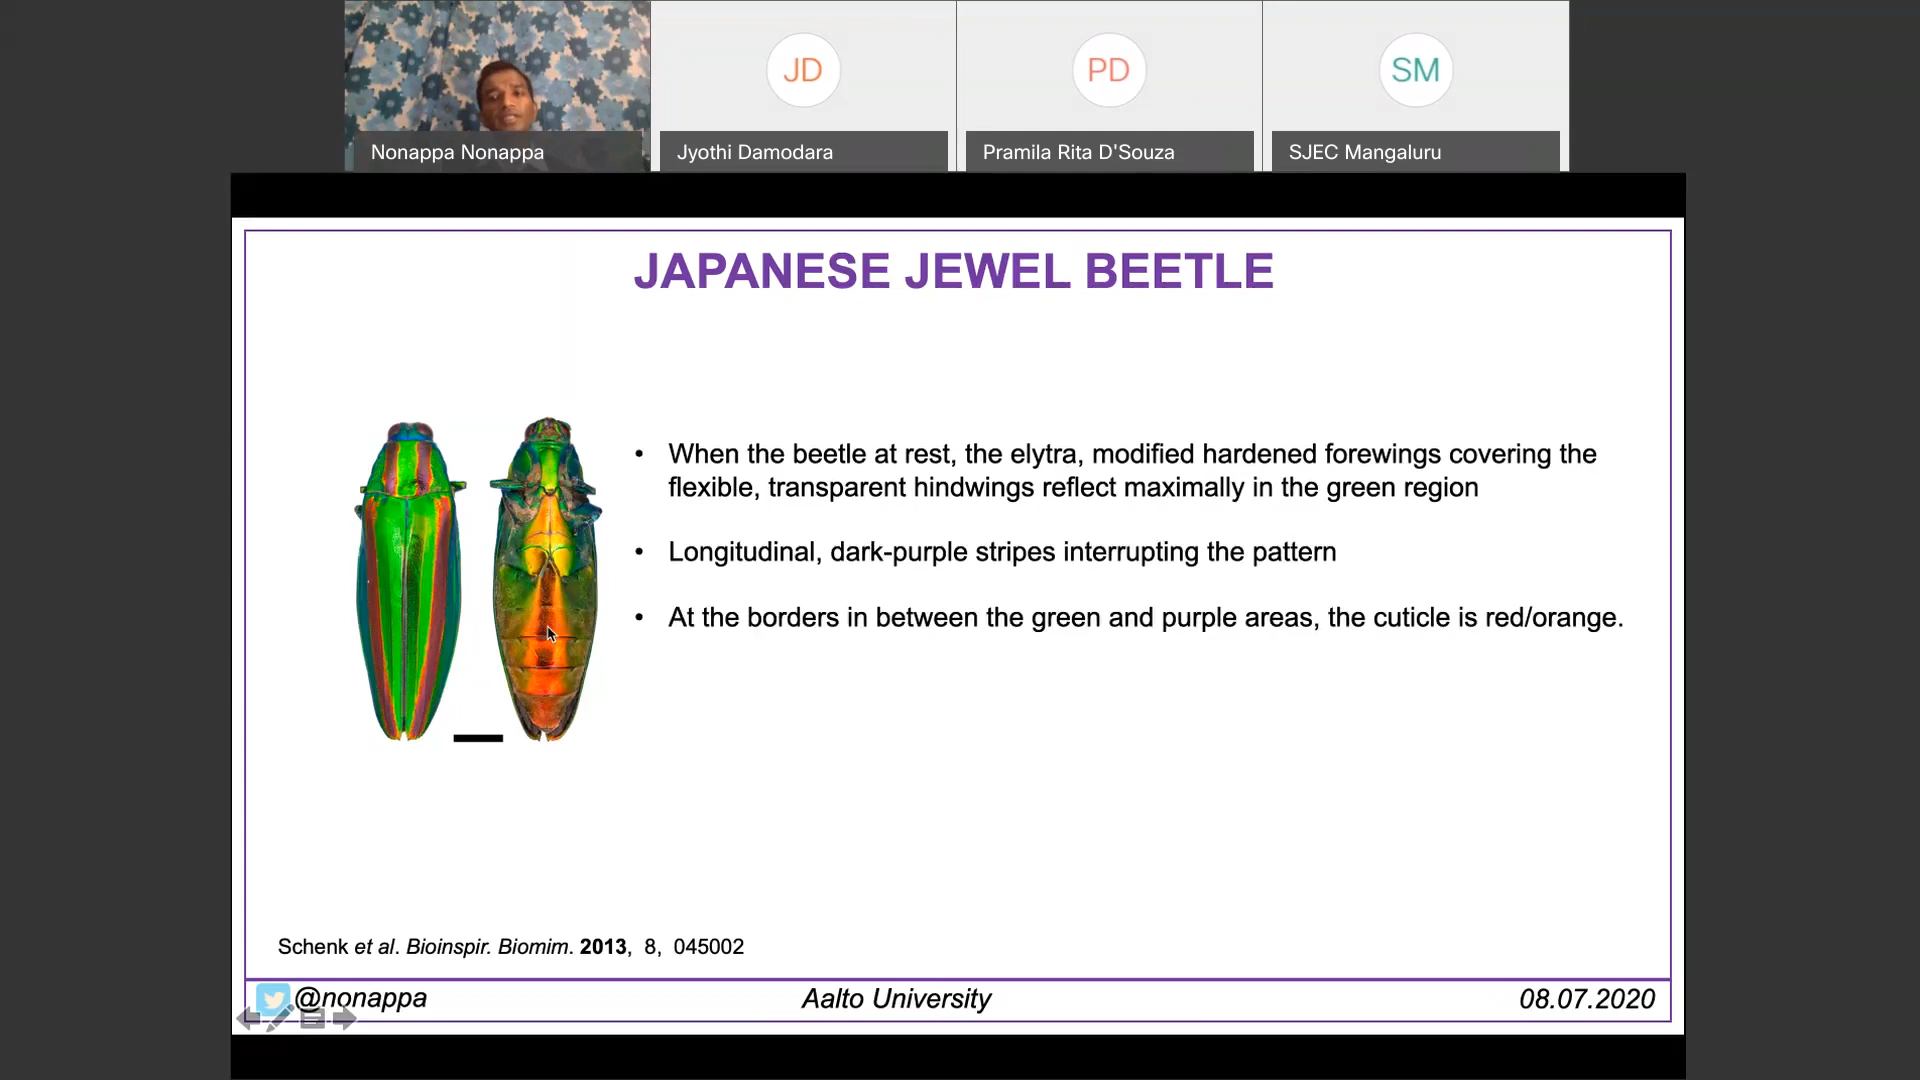 JD
PD
SM
Nonappa Nonappa
Jyothi Damodara
Pramila Rita D'Souza
SJEC Mangaluru
JAPANESE JEWEL BEETLE
• When the beetle at rest, the elytra, modified hardened forewings covering the
flexible, transparent hindwings reflect maximally in the green region
• Longitudinal, dark-purple stripes interrupting the pattern
• At the borders in between the green and purple areas, the cuticle is red/orange.
Schenk et al. Bioinspir. Biomim. 2013, 8, 045002
@nonappa
Aalto University
08.07.2020